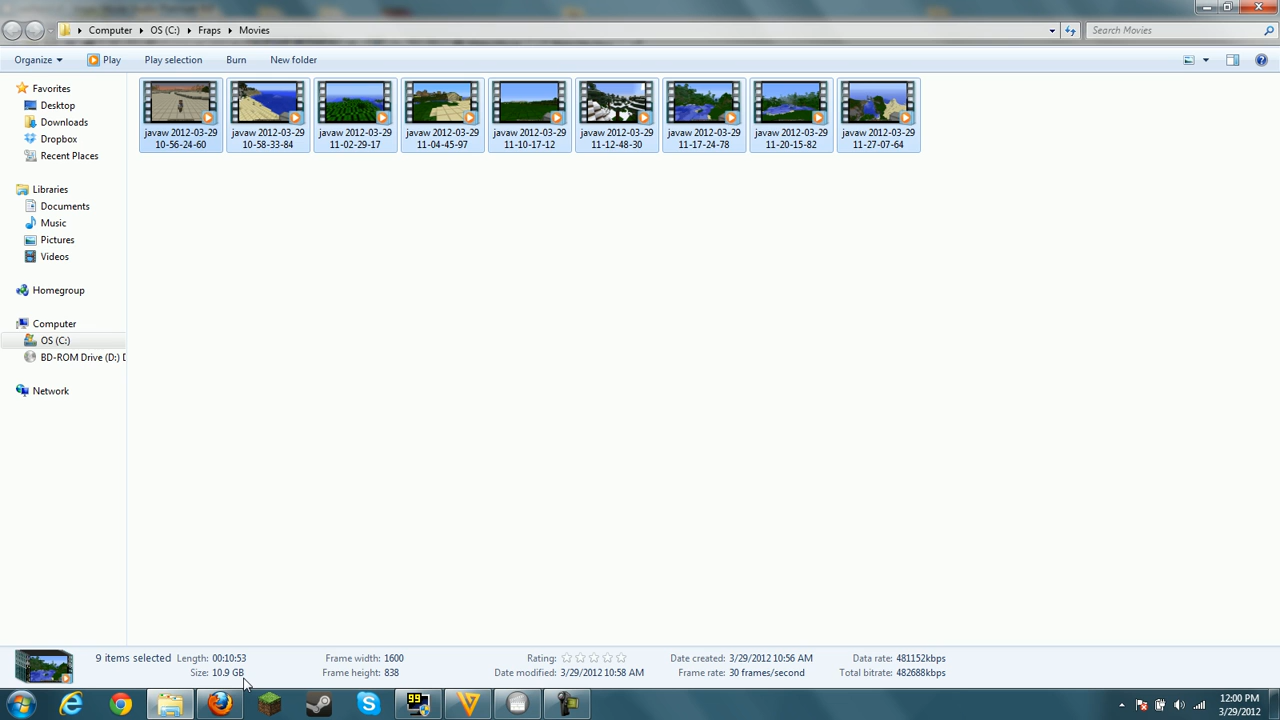 Computer ▸ OS (C:) ▸ Fraps ▸ Movies
Search Movies
Organize Play Play selection Burn New folder
Favorites
Desktop
Downloads
Dropbox
Recent Places
Libraries
Documents
Music
Pictures
Videos
Homegroup
Computer
OS (C:)
BD-ROM Drive (D:) D
Network
javaw 2012-03-29 10-56-24-60
javaw 2012-03-29 10-58-33-84
javaw 2012-03-29 11-02-29-17
javaw 2012-03-29 11-04-45-97
javaw 2012-03-29 11-10-17-12
javaw 2012-03-29 11-12-48-30
javaw 2012-03-29 11-17-24-78
javaw 2012-03-29 11-20-15-82
javaw 2012-03-29 11-27-07-64
9 items selected Length: 00:10:53 Frame width: 1600 Rating: Date created: 3/29/2012 10:56 AM Data rate: 481152kbps
Size: 10.9 GB Frame height: 838 Date modified: 3/29/2012 10:58 AM Frame rate: 30 frames/second Total bitrate: 482688kbps
99
12:00 PM
3/29/2012